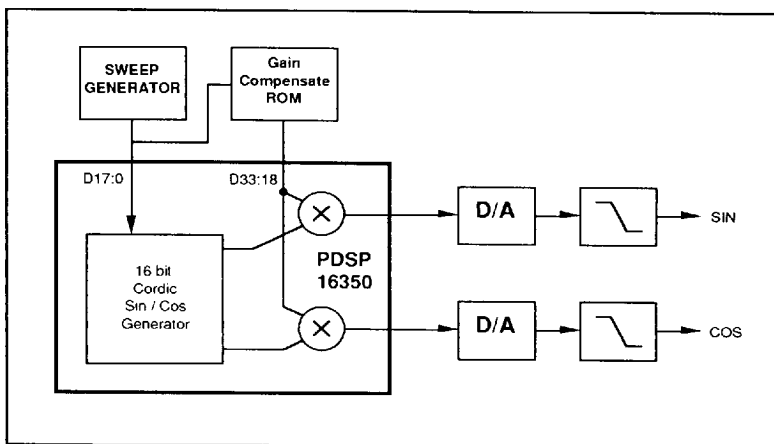 SWEEP
GENERATOR
Gain
Compensate
ROM
D17:0
D33:18
16 bit
Cordic
Sin / Cos
Generator
PDSP
16350
D/A
SIN
D/A
COS